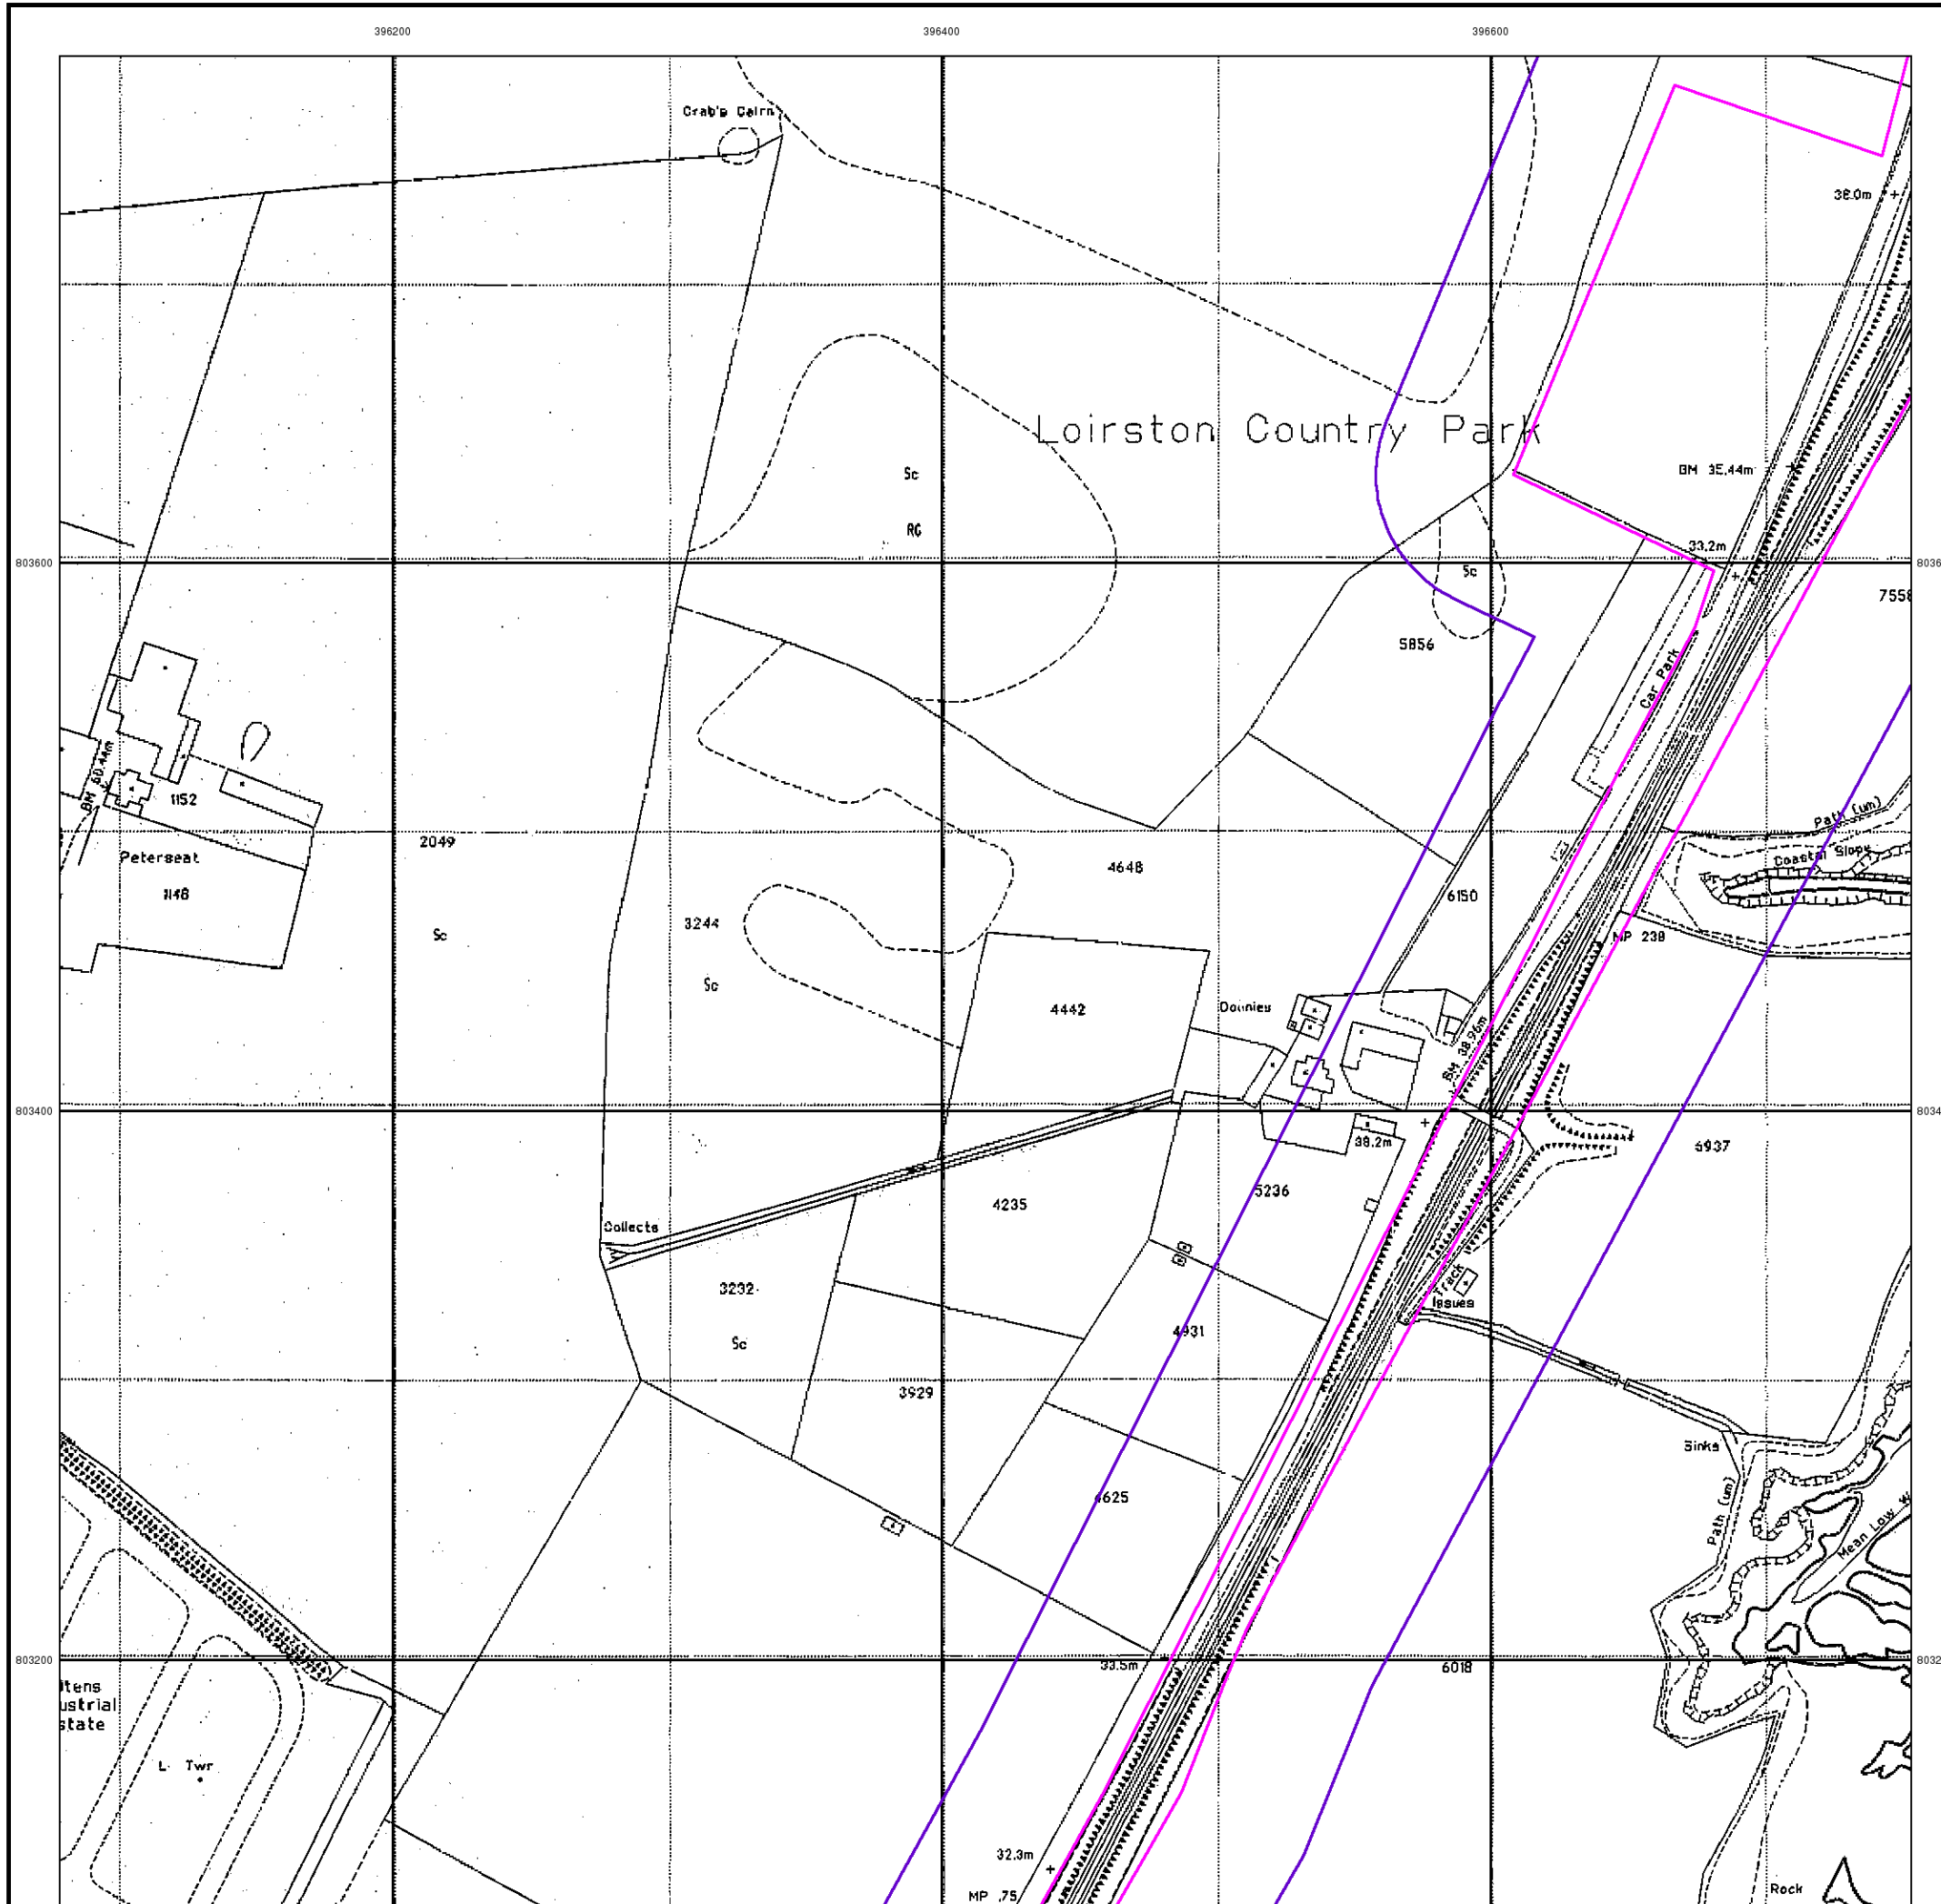 396200
396400
396600
Crab's Cairn
38.0m
Loirston Country Park
Sc
BM 35.44m
RG
33.2m
803600
Sc
7558
5856
Car Park
BM 60.44m
1152
Path (um)
2049
Peterseat
Coastal Slope
4648
1148
6150
3244
Sc
MP 238
Sc
4442
Dounies
BM 38.96m
803400
38.2m
6937
5236
4235
Collects
Track
3232
Issues
4931
Sc
3929
Sinks
4625
Path (um)
Mean Low W
803200
33.5m
6018
ltens
ustrial
state
L Twr
32.3m
MP .75
Rock